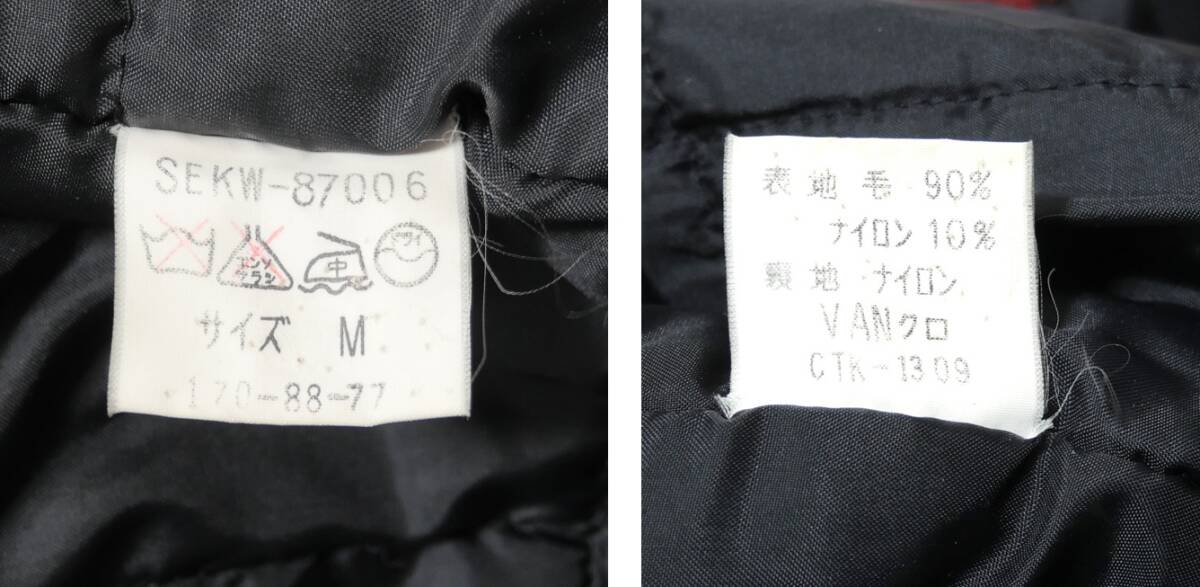 SEKW-87006
エンソ
サラシ
中
ドライ
サイズ M
170-88-77
表地 毛 90%
ナイロン 10%
裏地 ナイロン
VANクロ
CTK-1309